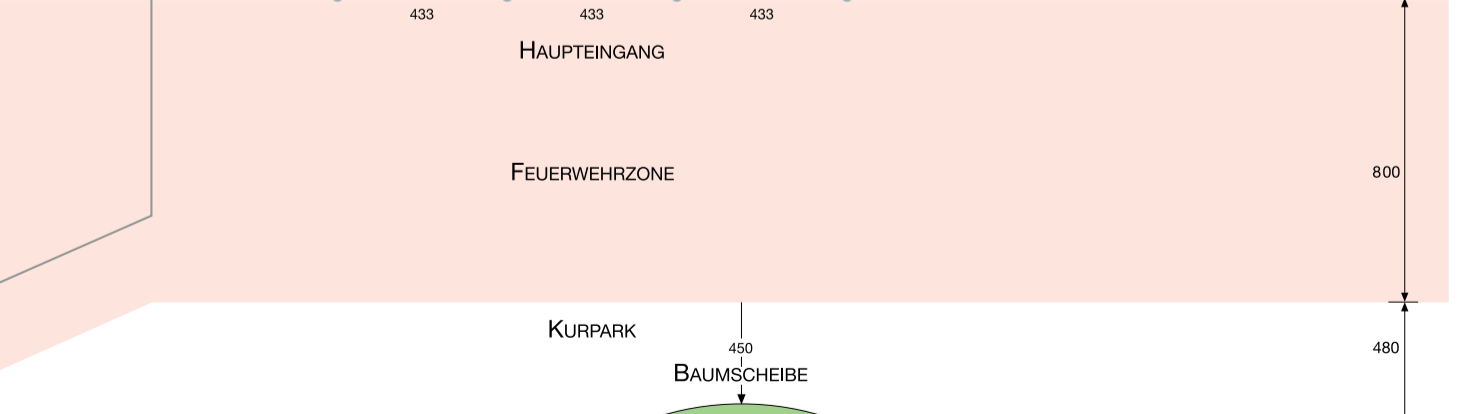 433 433 433
HAUPTEINGANG
FEUERWEHRZONE
800
KURPARK
450
480
BAUMSCHEIBE